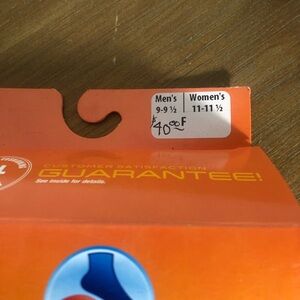 Men's Women's
9-9 ½ 11-11 ½
$40.00 F
CUSTOMER SATISFACTION
GUARANTEE!
See inside for details.